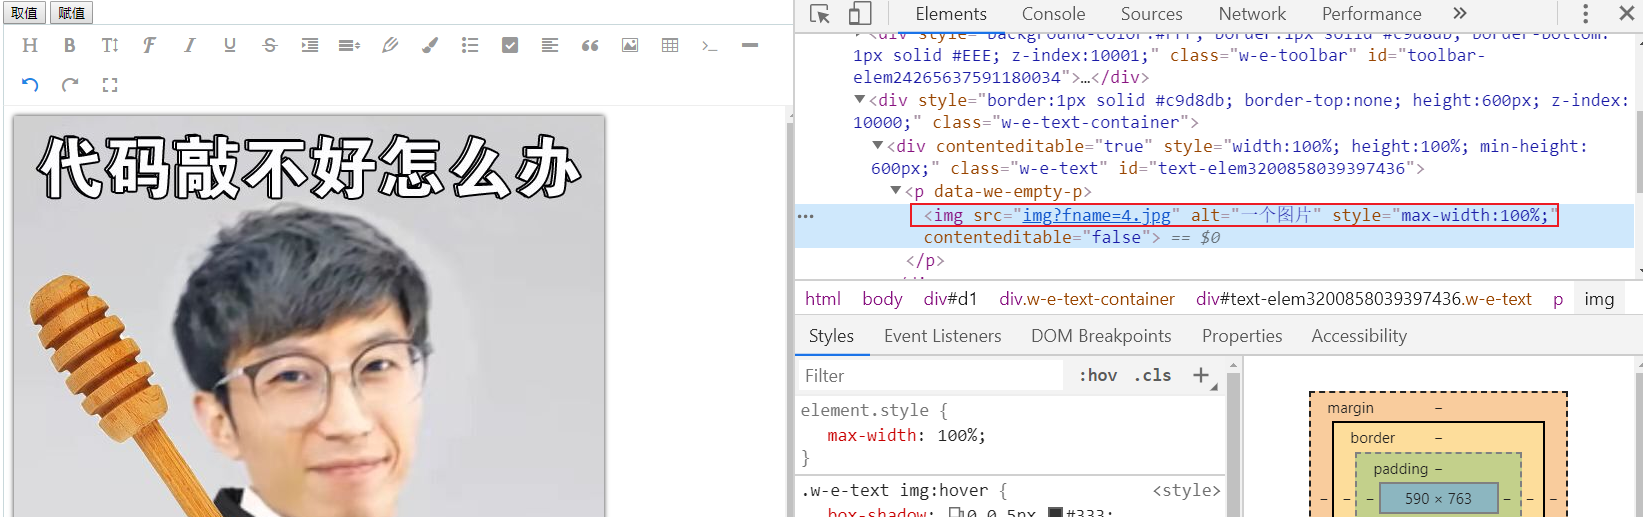 取值 赋值
H B T F I U S
代码敲不好怎么办
Elements Console Sources Network Performance »
1px solid #EEE; z-index:10001;" class="w-e-toolbar" id="toolbar-
elem24265637591180034">…</div>
<div style="border:1px solid #c9d8db; border-top:none; height:600px; z-index:
10000;" class="w-e-text-container">
<div contenteditable="true" style="width:100%; height:100%; min-height:
600px;" class="w-e-text" id="text-elem3200858039397436">
<p data-we-empty-p>
<img src="img?fname=4.jpg" alt="一个图片" style="max-width:100%;"
contenteditable="false"> == $0
</p>
html body div#d1 div.w-e-text-container div#text-elem3200858039397436.w-e-text p img
Styles Event Listeners DOM Breakpoints Properties Accessibility
Filter :hov .cls +
element.style {
max-width: 100%;
}
.w-e-text img:hover { <style>
box-shadow: 0 0 5px #333;
margin –
border –
padding –
– – – 590 × 763 – – –